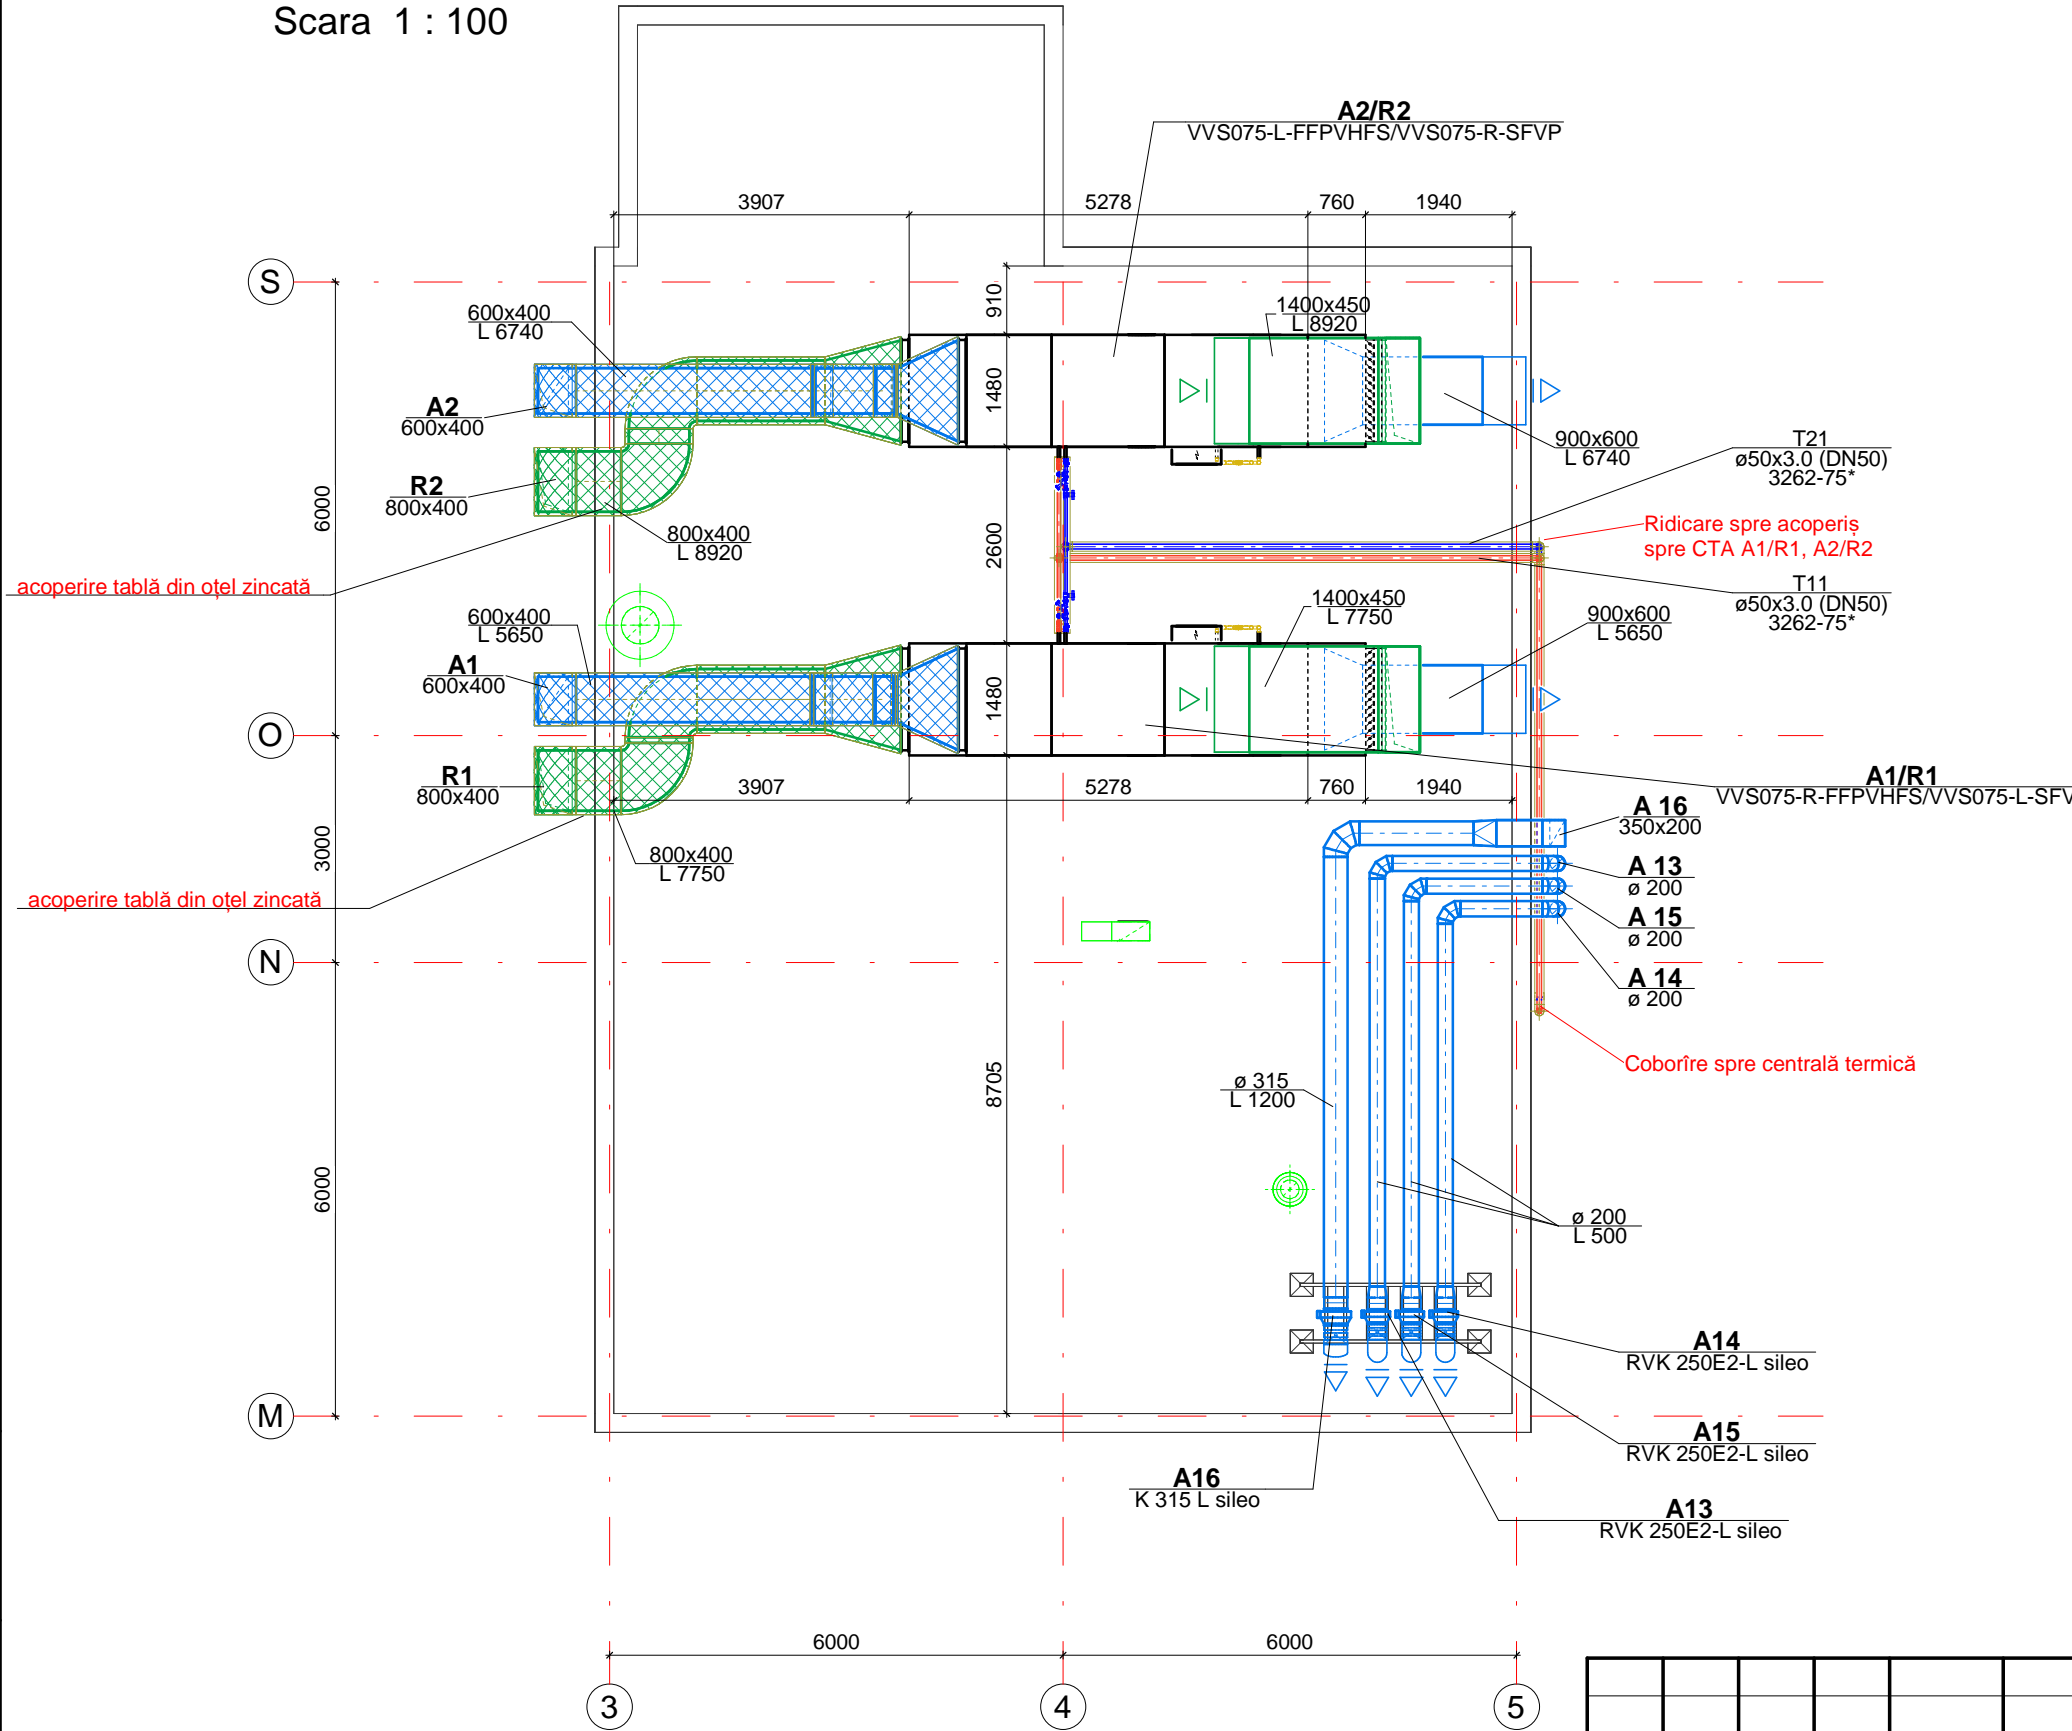 Scara 1 : 100
A2/R2
VVS075-L-FFPVHFS/VVS075-R-SFVP
3907
5278
760
1940
S
910
600x400
L 6740
1400x450
L 8920
1480
A2
600x400
900x600
L 6740
T21
ø50x3.0 (DN50)
3262-75*
R2
800x400
6000
800x400
L 8920
2600
Ridicare spre acoperiș
spre CTA A1/R1, A2/R2
acoperire tablă din oțel zincată
T11
ø50x3.0 (DN50)
3262-75*
600x400
L 5650
1400x450
L 7750
900x600
L 5650
A1
600x400
1480
O
R1
800x400
3907
5278
760
1940
A1/R1
VVS075-R-FFPVHFS/VVS075-L-SFV
A 16
350x200
3000
800x400
L 7750
A 13
ø 200
acoperire tablă din oțel zincată
A 15
ø 200
N
A 14
ø 200
Coborîre spre centrală termică
8705
ø 315
L 1200
6000
ø 200
L 500
A14
RVK 250E2-L sileo
M
A15
RVK 250E2-L sileo
A16
K 315 L sileo
A13
RVK 250E2-L sileo
6000
6000
3
4
5